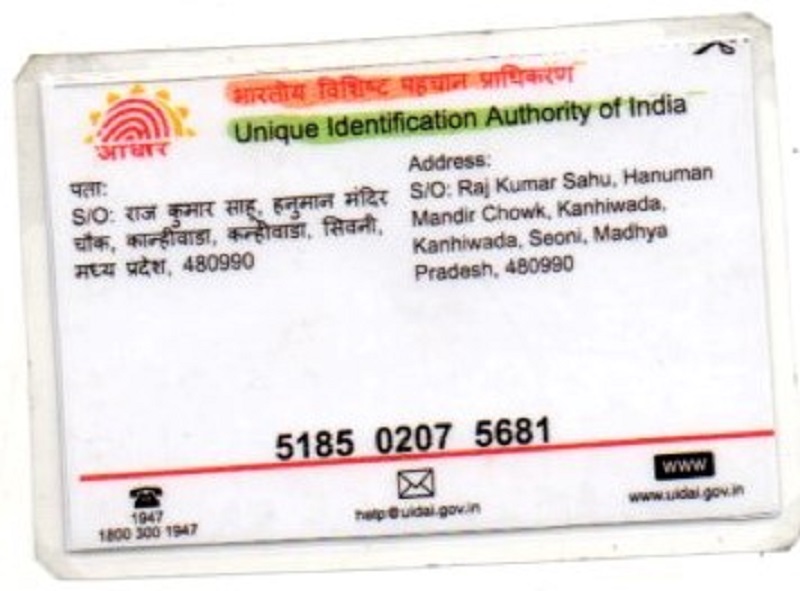 भारतीय विशिष्ट पहचान प्राधिकरण
Unique Identification Authority of India
आधार
पता:
S/O: राज कुमार साहू, हनुमान मंदिर
चौक, कान्हीवाडा, कन्हीवाडा, सिवनी,
मध्य प्रदेश, 480990
Address:
S/O: Raj Kumar Sahu, Hanuman
Mandir Chowk, Kanhiwada,
Kanhiwada, Seoni, Madhya
Pradesh, 480990
5185 0207 5681
1947
1800 300 1947
help@uidai.gov.in
www
www.uidai.gov.in